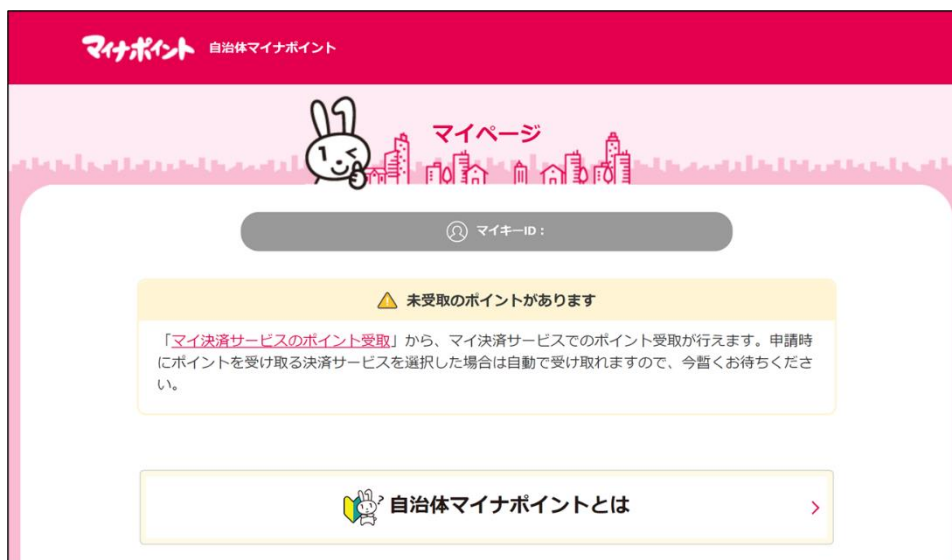 マイナポイント 自治体マイナポイント
マイページ
マイキーID：
未受取のポイントがあります
「マイ決済サービスのポイント受取」から、マイ決済サービスでのポイント受取が行えます。申請時
にポイントを受け取る決済サービスを選択した場合は自動で受け取れますので、今暫くお待ちくださ
い。
自治体マイナポイントとは